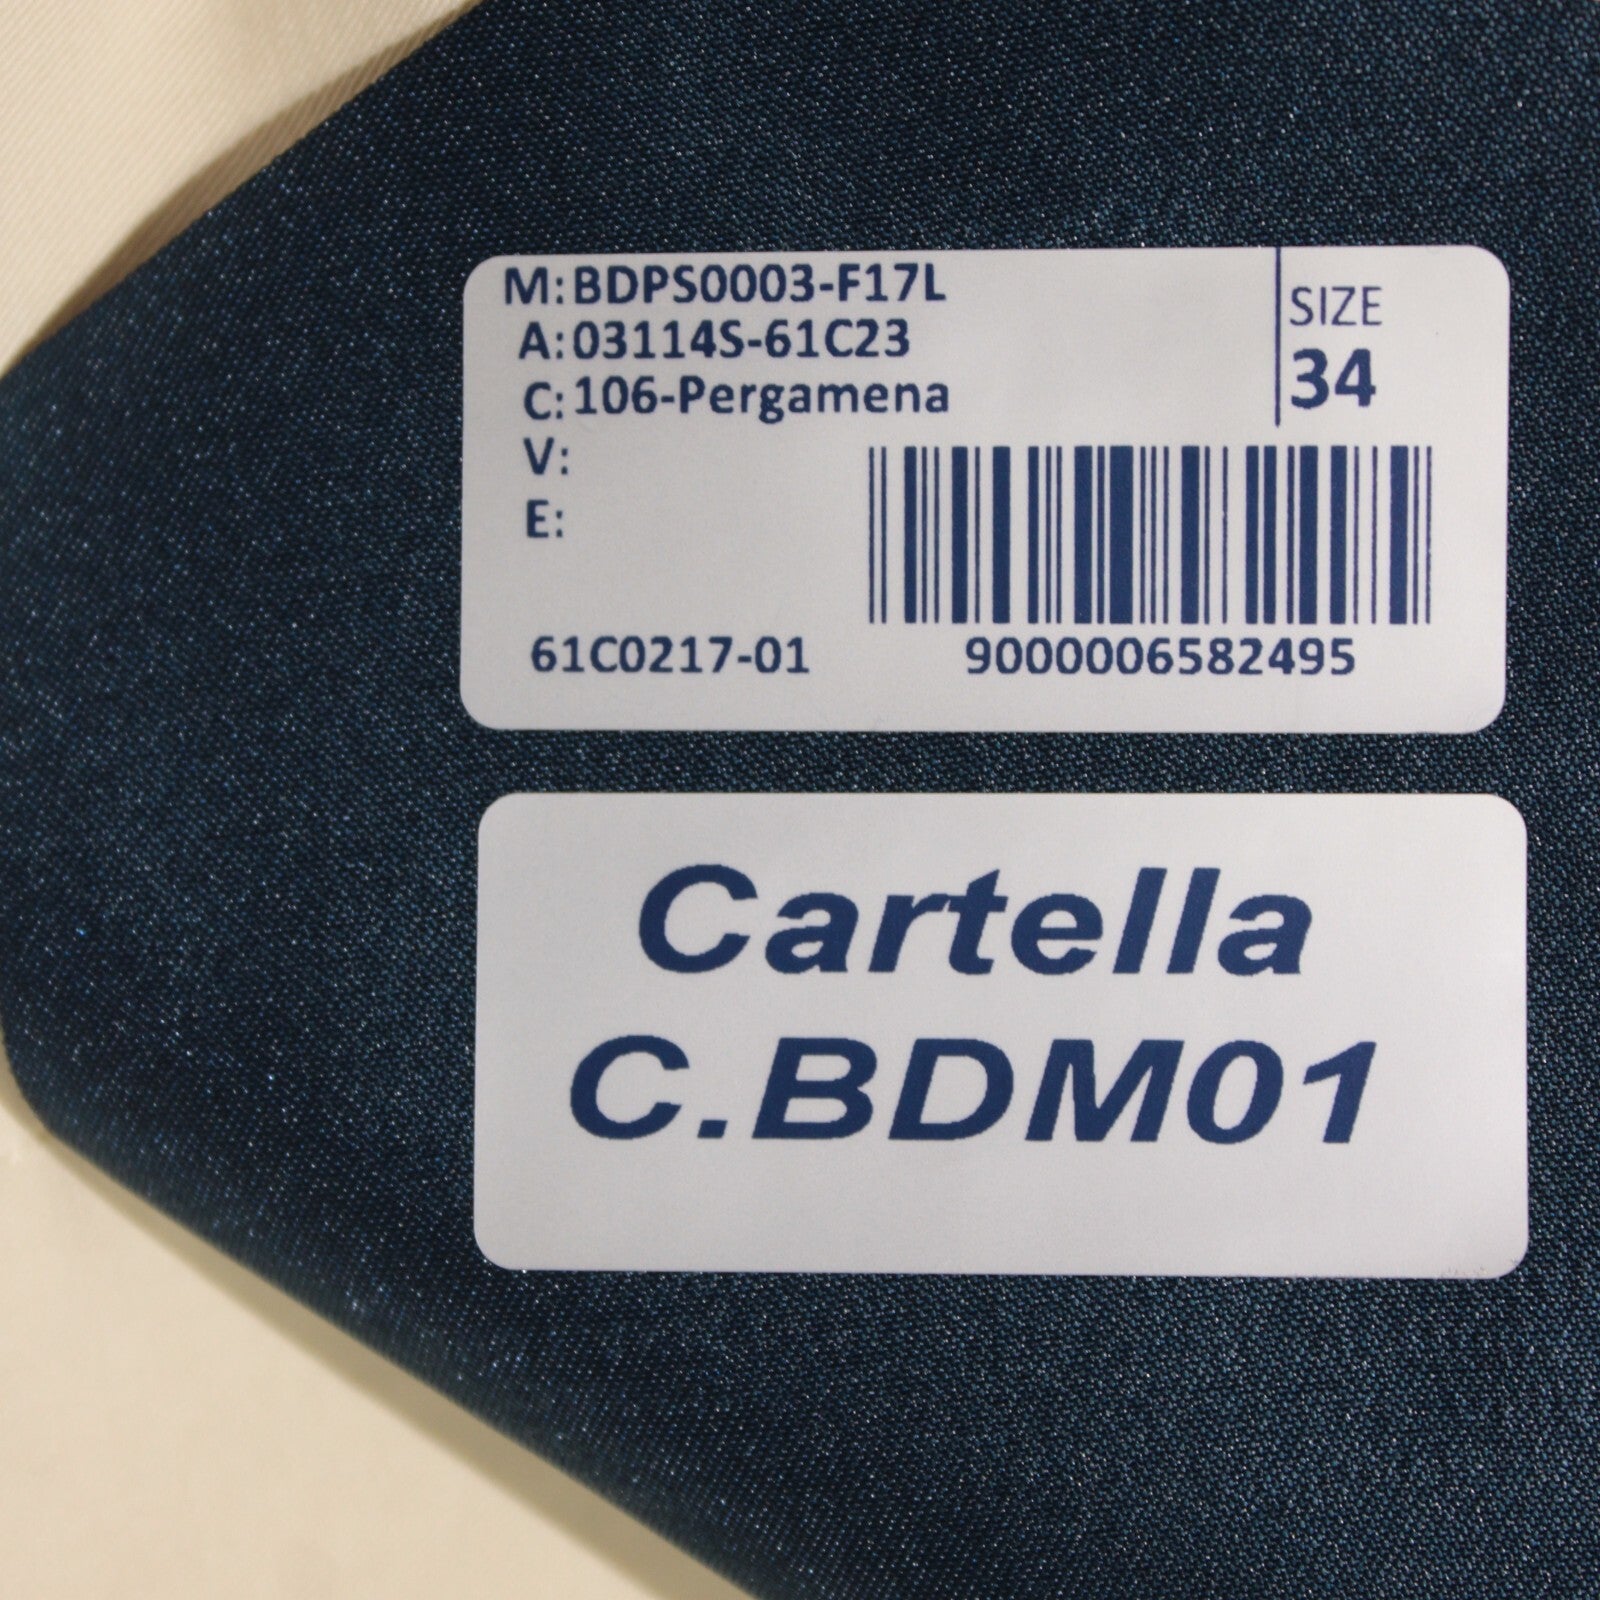 M: BDPS0003-F17L
A: 03114S-61C23
C: 106-Pergamena
V:
E:
SIZE
34
61C0217-01
9000006582495
Cartella
C.BDM01